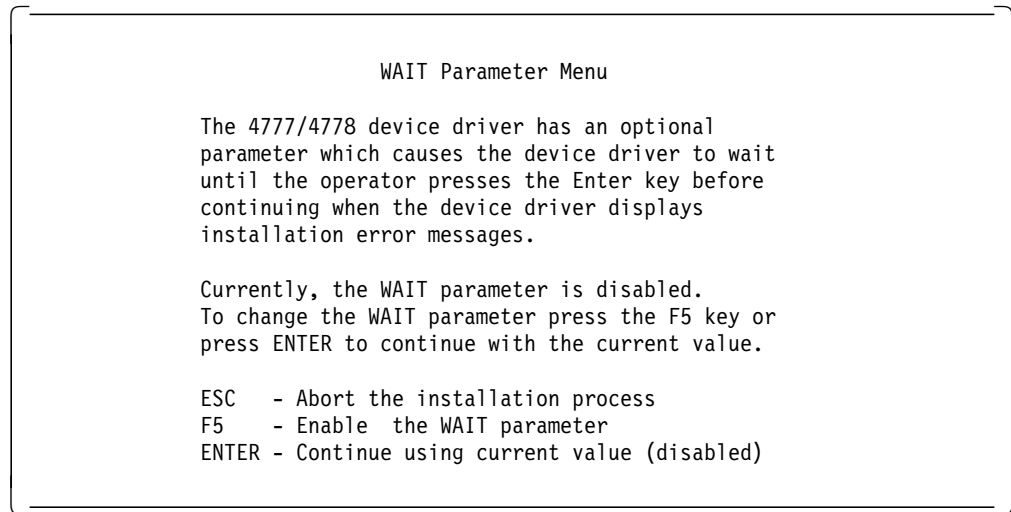 WAIT Parameter Menu
The 4777/4778 device driver has an optional
parameter which causes the device driver to wait
until the operator presses the Enter key before
continuing when the device driver displays
installation error messages.
Currently, the WAIT parameter is disabled.
To change the WAIT parameter press the F5 key or
press ENTER to continue with the current value.
ESC   - Abort the installation process
F5    - Enable  the WAIT parameter
ENTER - Continue using current value (disabled)